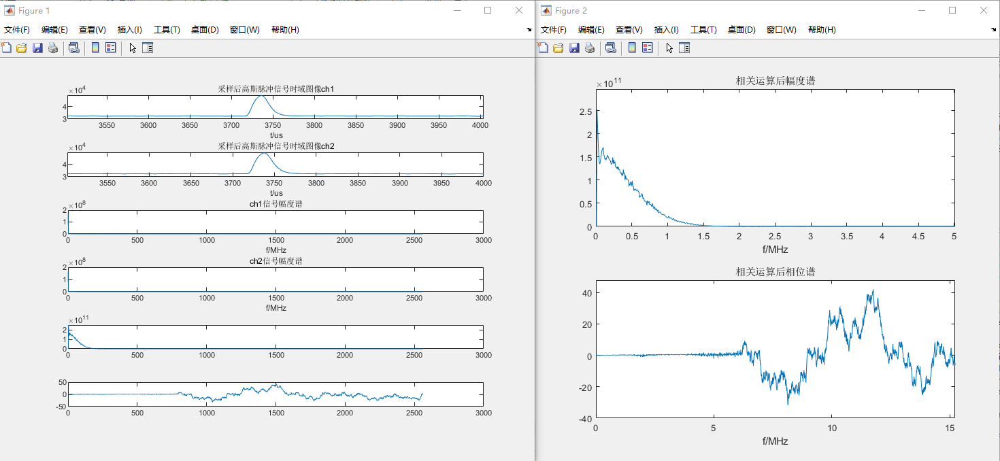 Figure 1
文件(F) 编辑(E) 查看(V) 插入(I) 工具(T) 桌面(D) 窗口(W) 帮助(H)
采样后高斯脉冲信号时域图像ch1
×10^4
4
3
3550 3600 3650 3700 3750 3800 3850 3900 3950 4000
t/us
采样后高斯脉冲信号时域图像ch2
×10^4
4
3
3550 3600 3650 3700 3750 3800 3850 3900 3950 4000
t/us
ch1信号幅度谱
×10^8
2
1
0
0 500 1000 1500 2000 2500 3000
f/MHz
ch2信号幅度谱
×10^8
2
1
0
0 500 1000 1500 2000 2500 3000
f/MHz
×10^11
2
1
0
0 500 1000 1500 2000 2500 3000
50
0
-50
0 500 1000 1500 2000 2500 3000
Figure 2
文件(F) 编辑(E) 查看(V) 插入(I) 工具(T) 桌面(D) 窗口(W) 帮助(H)
相关运算后幅度谱
×10^11
2.5
2
1.5
1
0.5
0
0 0.5 1 1.5 2 2.5 3 3.5 4 4.5 5
f/MHz
相关运算后相位谱
40
20
0
-20
-40
0 5 10 15
f/MHz